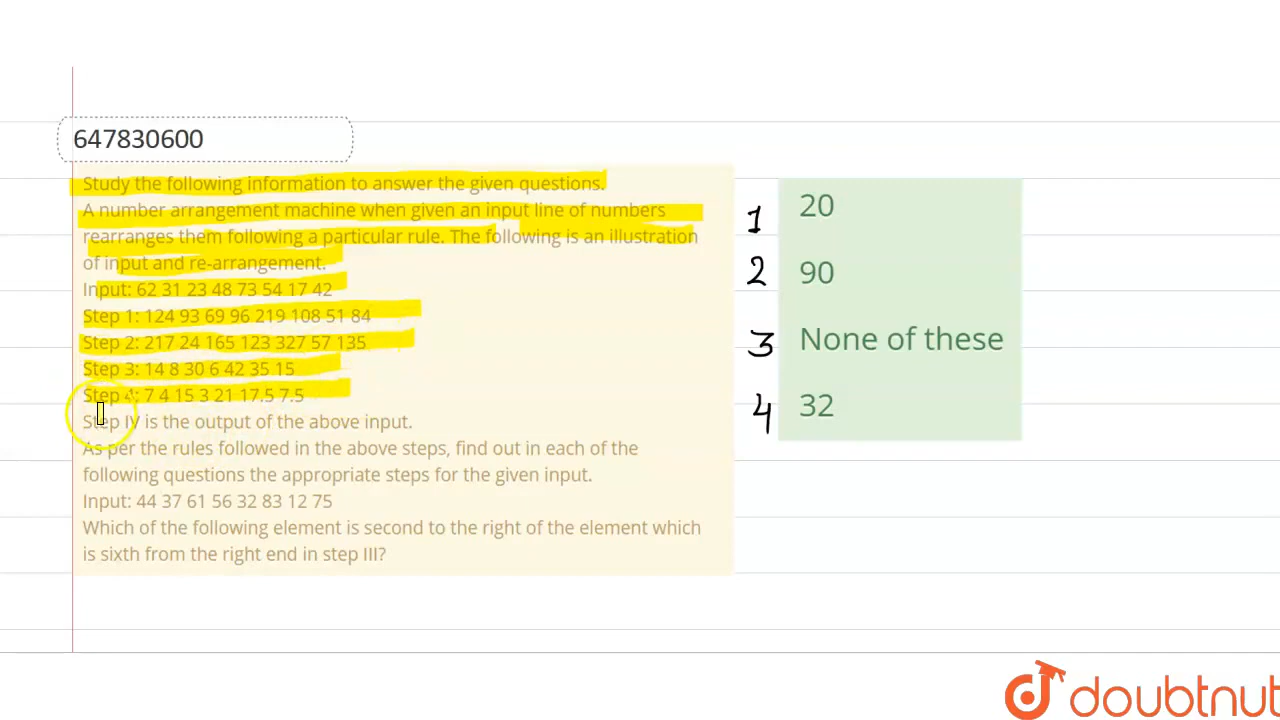 647830600
Study the following information to answer the given questions.
A number arrangement machine when given an input line of numbers
rearranges them following a particular rule. The following is an illustration
of input and re-arrangement.
Input: 62 31 23 48 73 54 17 42
Step 1: 124 93 69 96 219 108 51 84
Step 2: 217 24 165 123 327 57 135
Step 3: 14 8 30 6 42 35 15
Step 4: 7 4 15 3 21 17.5 7.5
Step IV is the output of the above input.
As per the rules followed in the above steps, find out in each of the
following questions the appropriate steps for the given input.
Input: 44 37 61 56 32 83 12 75
Which of the following element is second to the right of the element which
is sixth from the right end in step III?
1 20
2 90
3 None of these
4 32
doubtnut